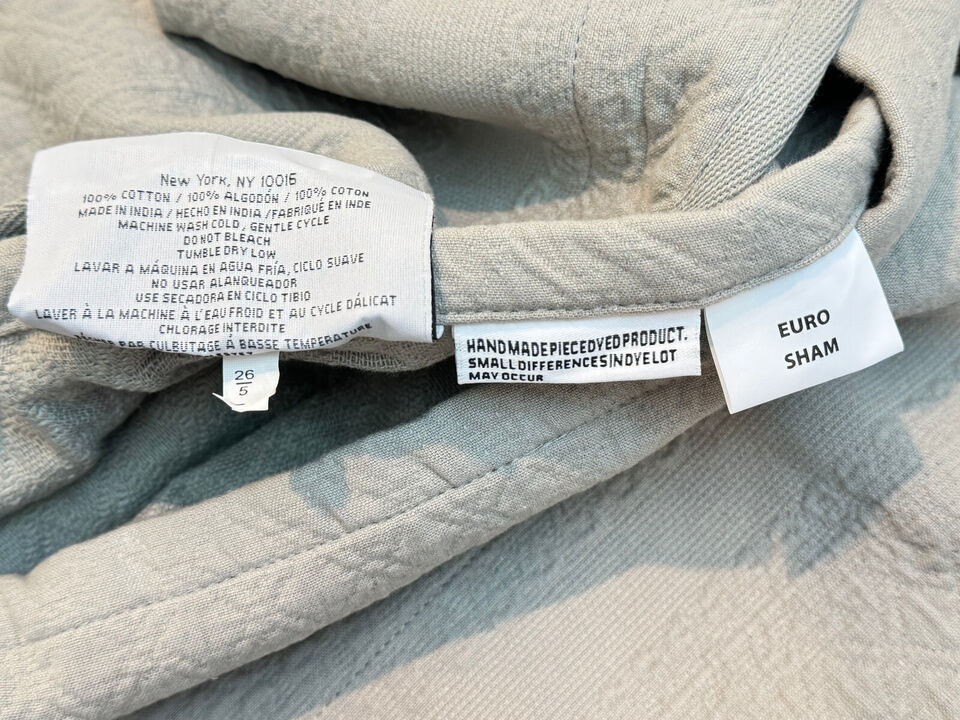 New York, NY 10016
100% COTTON / 100% ALGODÓN / 100% COTON
MADE IN INDIA / HECHO EN INDIA / FABRIQUÉ EN INDE
MACHINE WASH COLD, GENTLE CYCLE
DO NOT BLEACH
TUMBLE DRY LOW
LAVAR A MÁQUINA EN AGUA FRÍA, CICLO SUAVE
NO USAR ALANQUEADOR
USE SECADORA EN CICLO TIBIO
LAVER À LA MACHINE À L'EAU FROID ET AU CYCLE DÁLICAT
CHLORAGE INTERDITE
PAR CULBUTAGE À BASSE TEMPERATURE
26
5
HANDMADE PIECE DYED PRODUCT.
SMALL DIFFERENCES IN DYE LOT
MAY OCCUR
EURO
SHAM